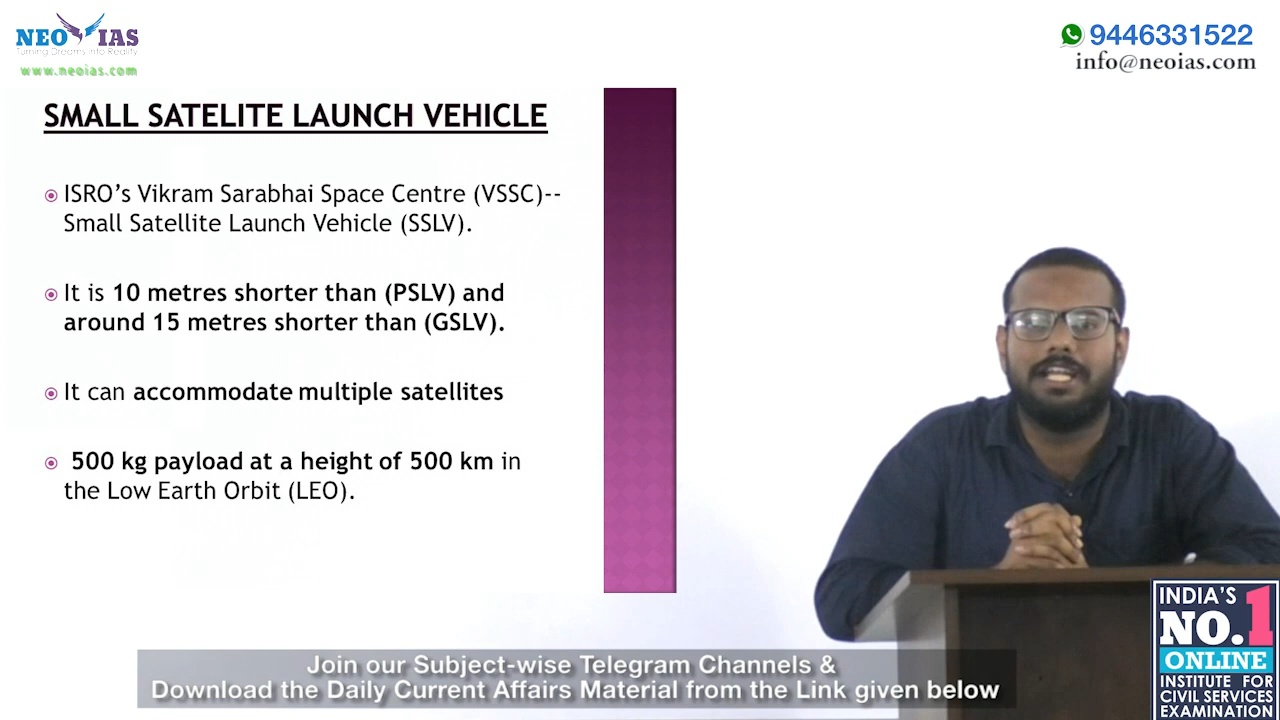 NEO IAS
Turning Dreams into Reality
www.neoias.com
9446331522
info@neoias.com
SMALL SATELITE LAUNCH VEHICLE
ISRO’s Vikram Sarabhai Space Centre (VSSC)--
Small Satellite Launch Vehicle (SSLV).
It is 10 metres shorter than (PSLV) and
around 15 metres shorter than (GSLV).
It can accommodate multiple satellites
500 kg payload at a height of 500 km in
the Low Earth Orbit (LEO).
INDIA'S
NO.1
ONLINE
INSTITUTE FOR
CIVIL SERVICES
EXAMINATION
Join our Subject-wise Telegram Channels &
Download the Daily Current Affairs Material from the Link given below